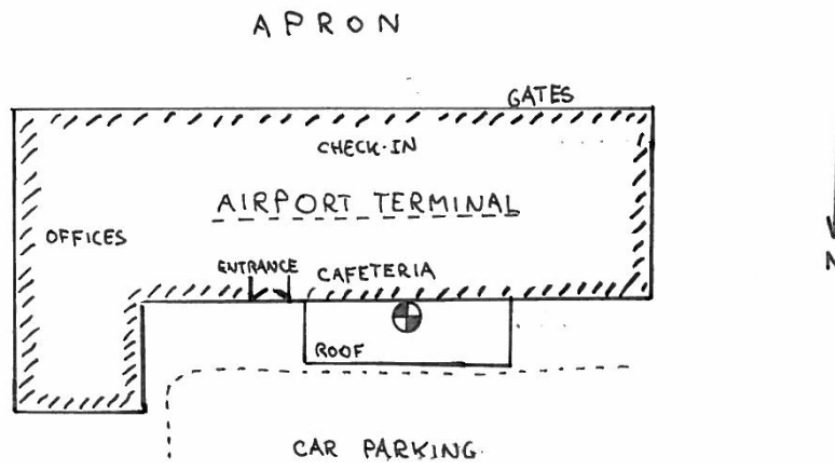 APRON
GATES
CHECK-IN
AIRPORT TERMINAL
OFFICES
ENTRANCE
CAFETERIA
ROOF
CAR PARKING
N